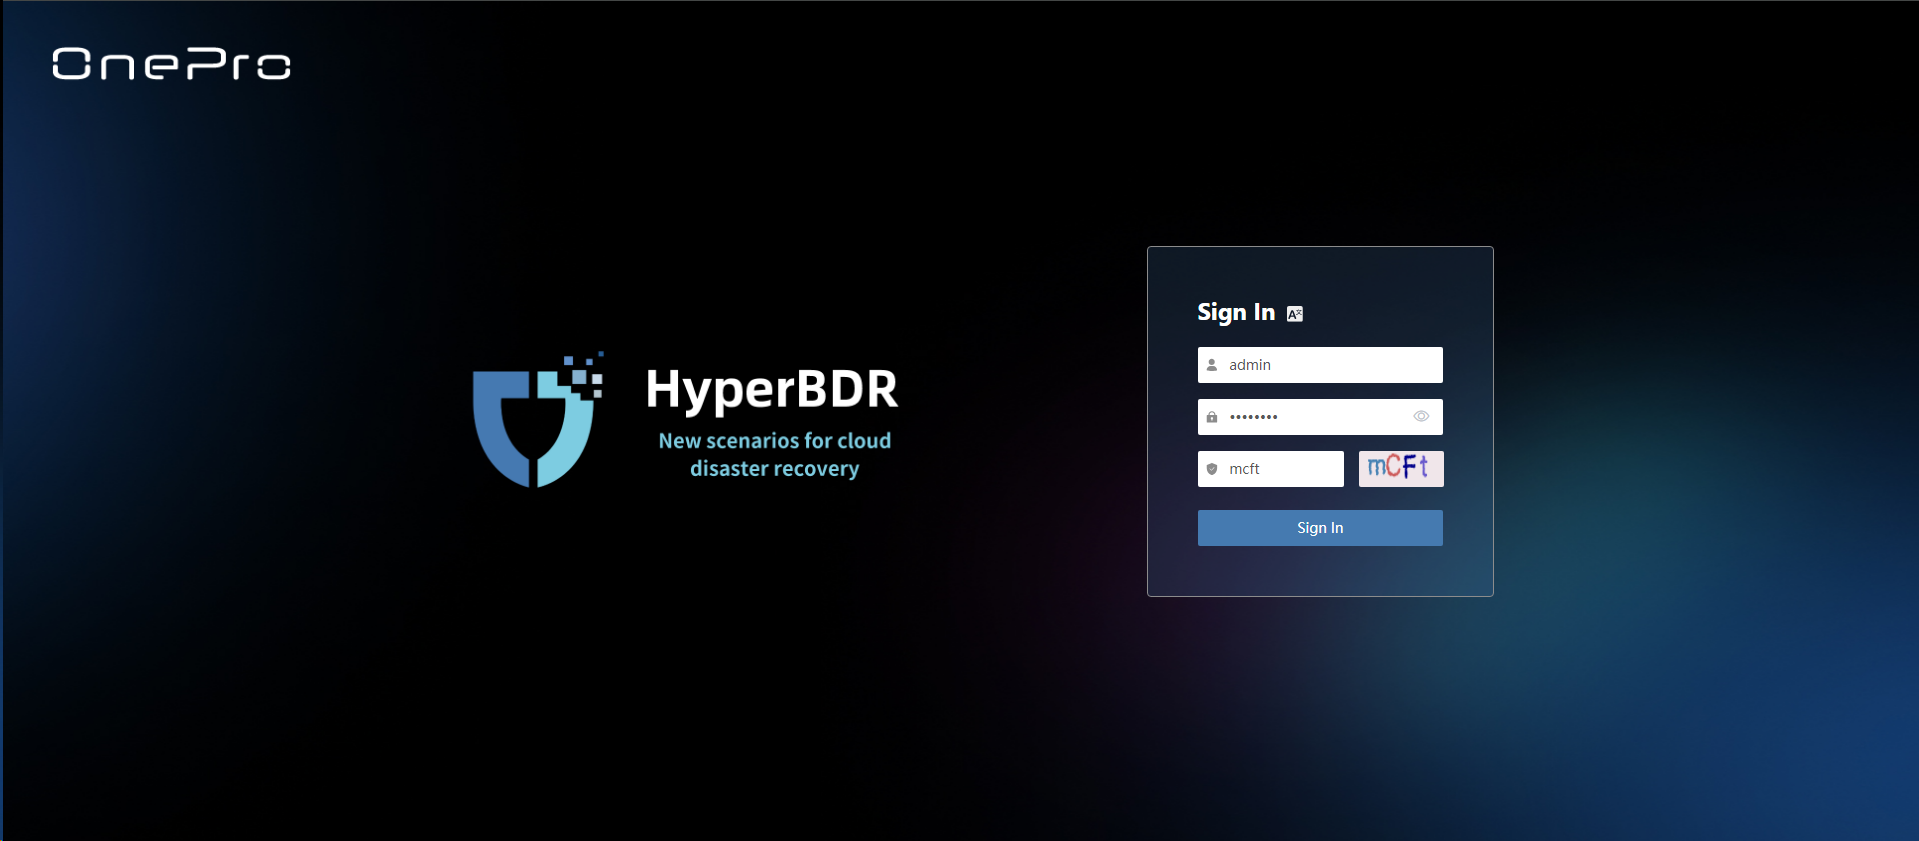 OnePro
HyperBDR
New scenarios for cloud
disaster recovery
Sign In
admin
••••••••
mcft
mCFt
Sign In